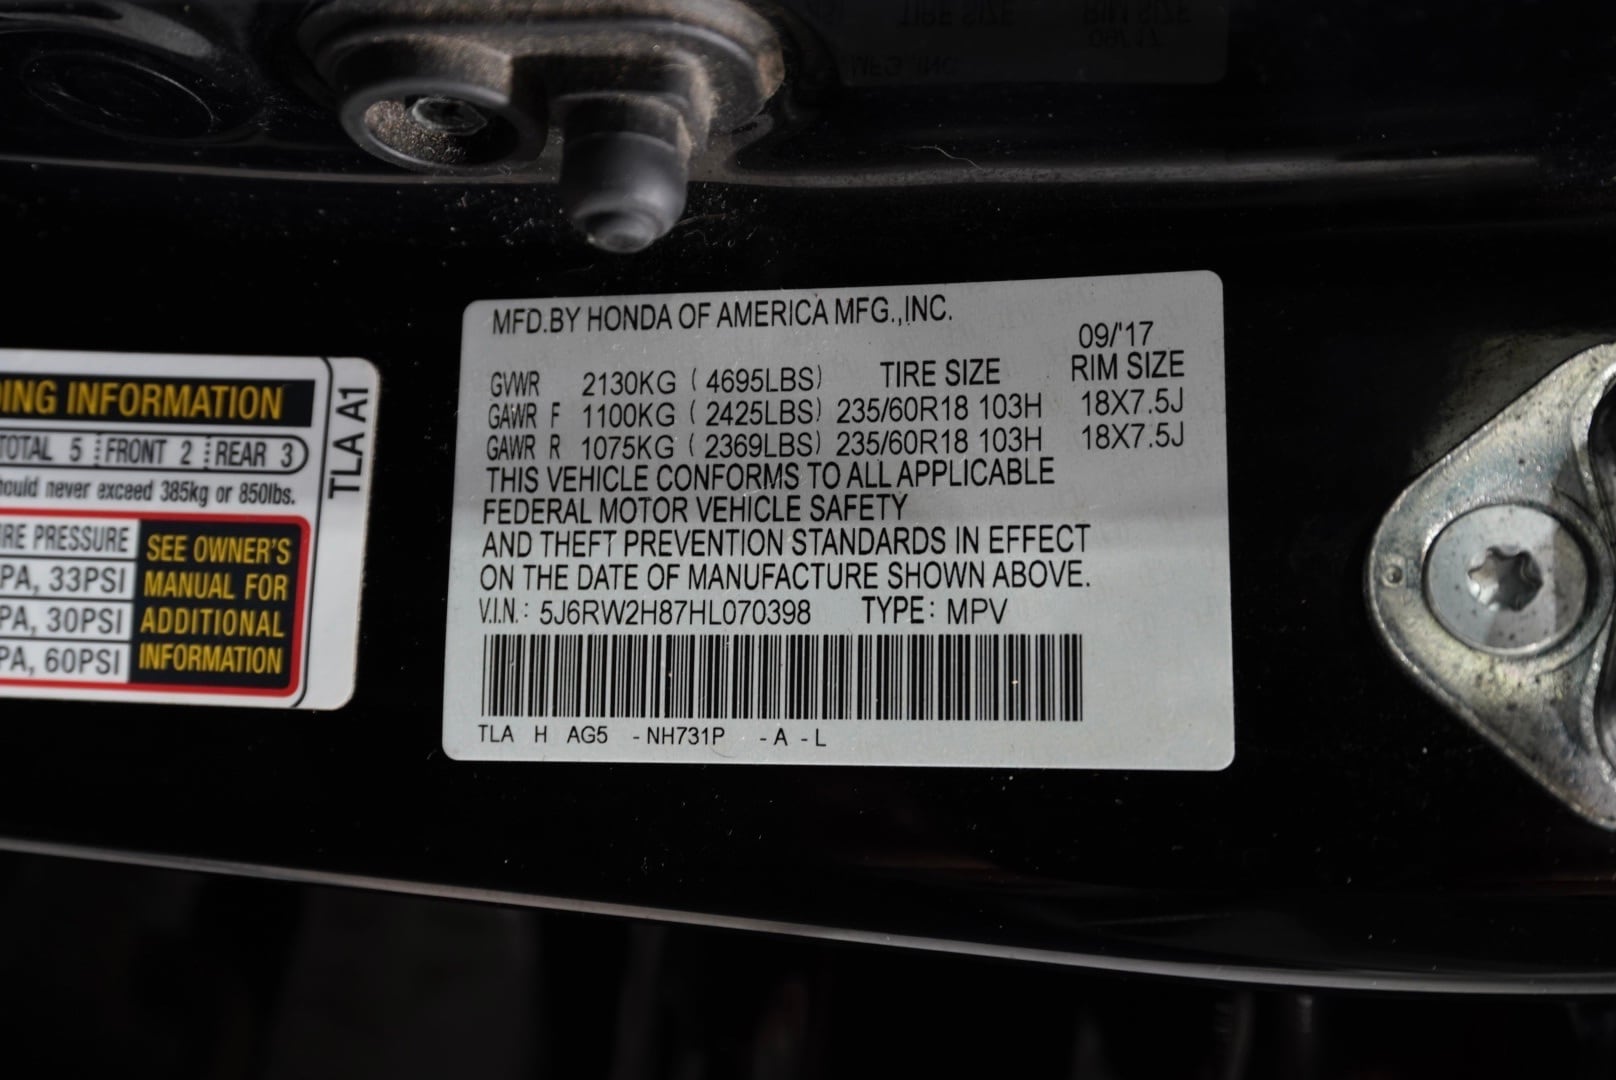 MFD.BY HONDA OF AMERICA MFG.,INC.
09/'17
GVWR 2130KG ( 4695LBS) TIRE SIZE RIM SIZE
GAWR F 1100KG ( 2425LBS) 235/60R18 103H 18X7.5J
GAWR R 1075KG ( 2369LBS) 235/60R18 103H 18X7.5J
THIS VEHICLE CONFORMS TO ALL APPLICABLE
FEDERAL MOTOR VEHICLE SAFETY
AND THEFT PREVENTION STANDARDS IN EFFECT
ON THE DATE OF MANUFACTURE SHOWN ABOVE.
V.I.N.: 5J6RW2H87HL070398 TYPE: MPV
TLA H AG5 -NH731P -A -L
DING INFORMATION
TOTAL 5 FRONT 2 REAR 3
hould never exceed 385kg or 850lbs.
IRE PRESSURE
PA, 33PSI
PA, 30PSI
PA, 60PSI
SEE OWNER'S
MANUAL FOR
ADDITIONAL
INFORMATION
TLA A1